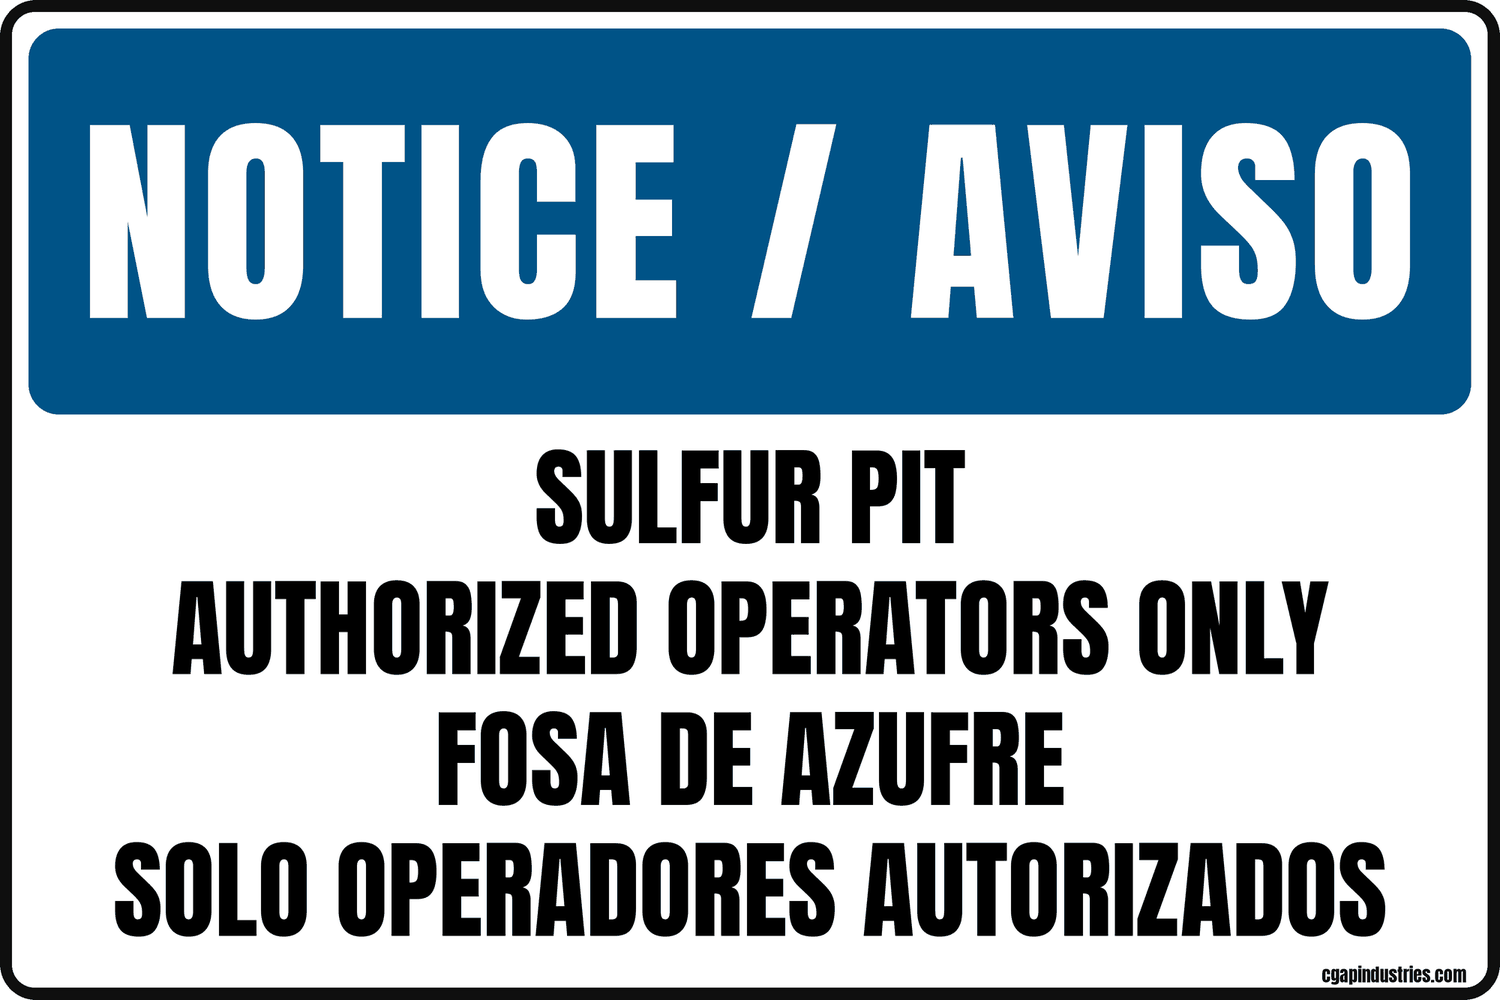 NOTICE / AVISO
SULFUR PIT
AUTHORIZED OPERATORS ONLY
FOSA DE AZUFRE
SOLO OPERADORES AUTORIZADOS
cgapindustries.com